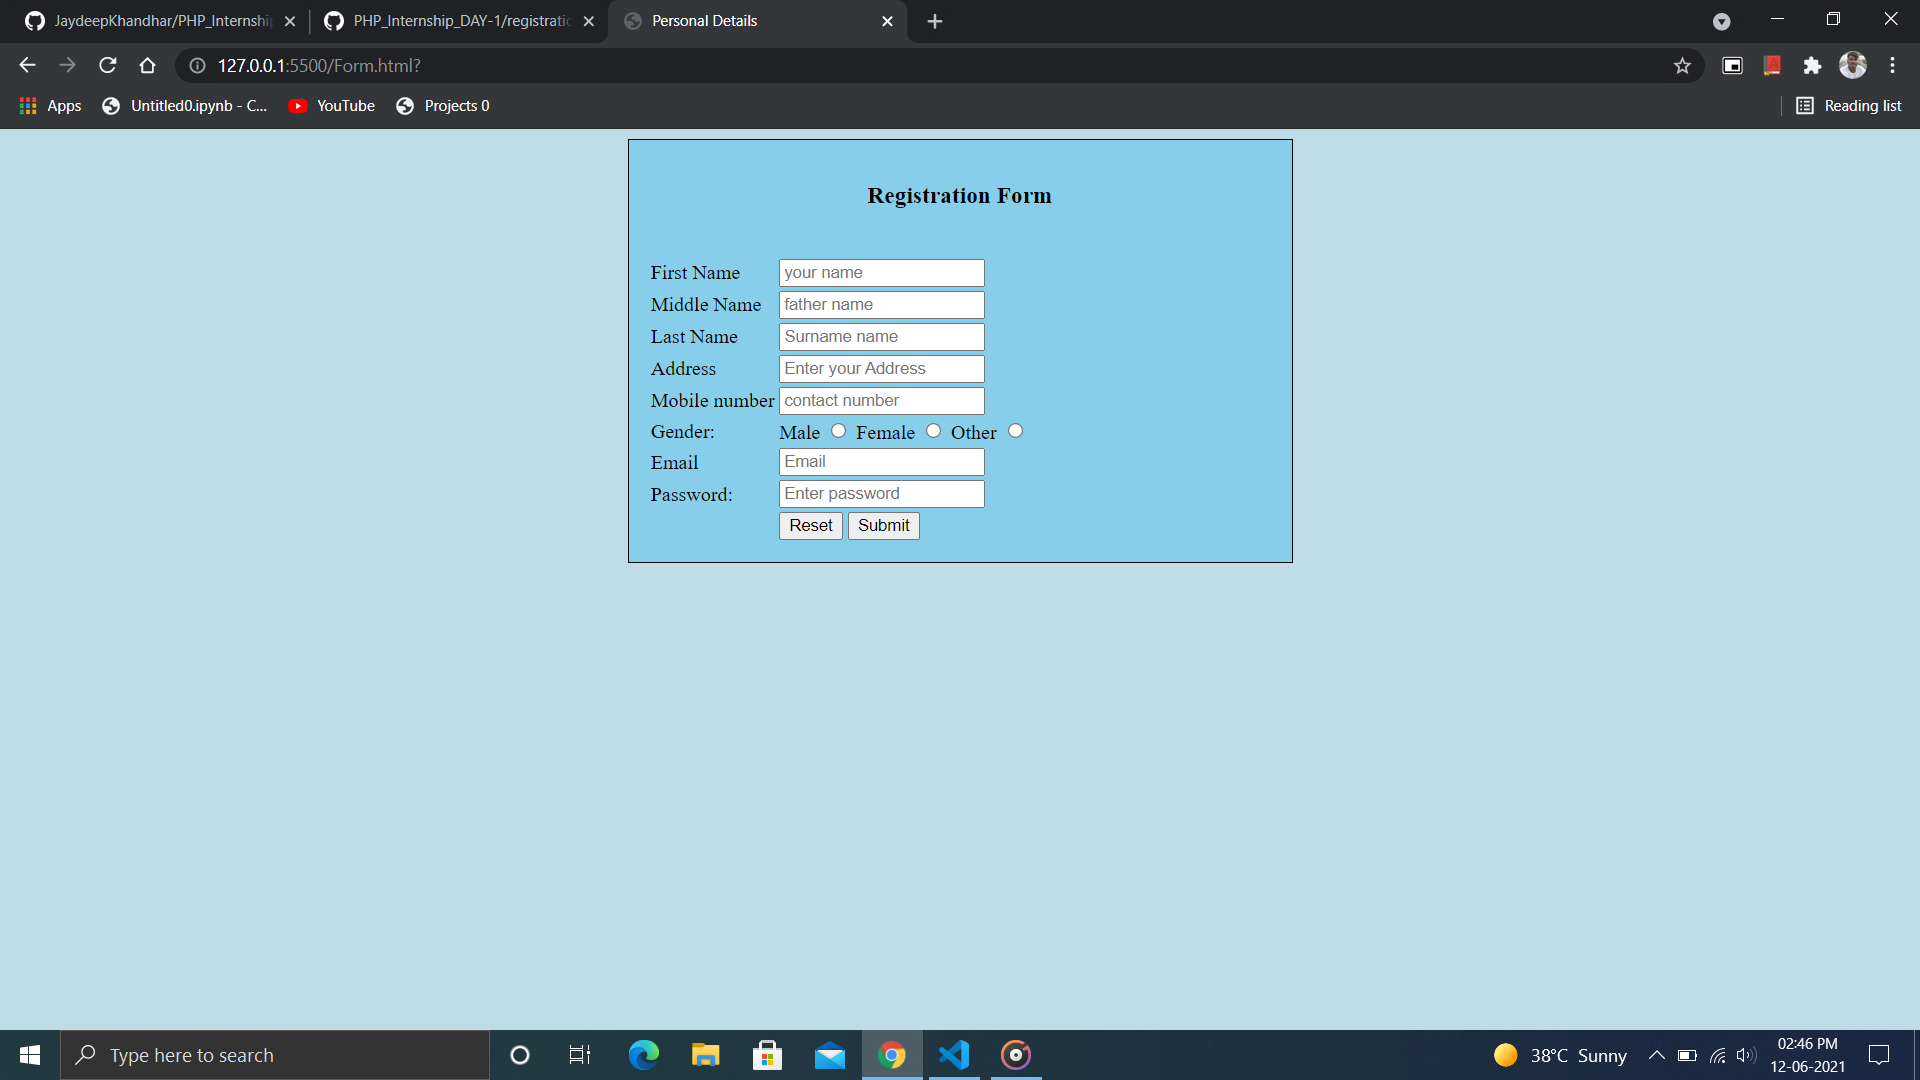 JaydeepKhandhar/PHP_Internship
PHP_Internship_DAY-1/registratio
Personal Details
127.0.0.1:5500/Form.html?
Apps
Untitled0.ipynb - C...
YouTube
Projects 0
Reading list
Registration Form
First Name your name
Middle Name father name
Last Name Surname name
Address Enter your Address
Mobile number contact number
Gender: Male Female Other
Email Email
Password: Enter password
Reset Submit
Type here to search
38°C Sunny
02:46 PM
12-06-2021